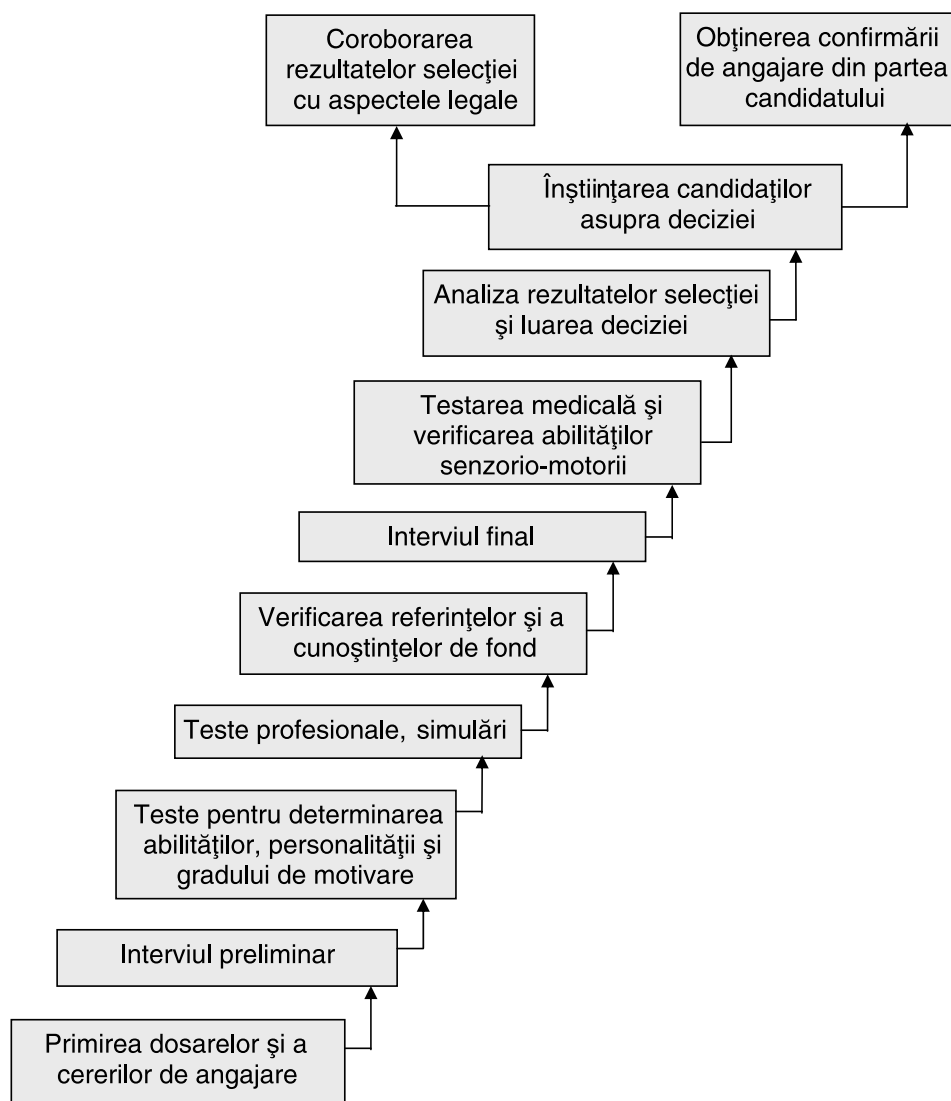 Coroborarea
rezultatelor selecţiei
cu aspectele legale
Obţinerea confirmării
de angajare din partea
candidatului
Înştiinţarea candidaţilor
asupra deciziei
Analiza rezultatelor selecţiei
şi luarea deciziei
Testarea medicală şi
verificarea abilităţilor
senzorio-motorii
Interviul final
Verificarea referinţelor şi a
cunoştinţelor de fond
Teste profesionale, simulări
Teste pentru determinarea
abilităţilor, personalităţii şi
gradului de motivare
Interviul preliminar
Primirea dosarelor şi a
cererilor de angajare